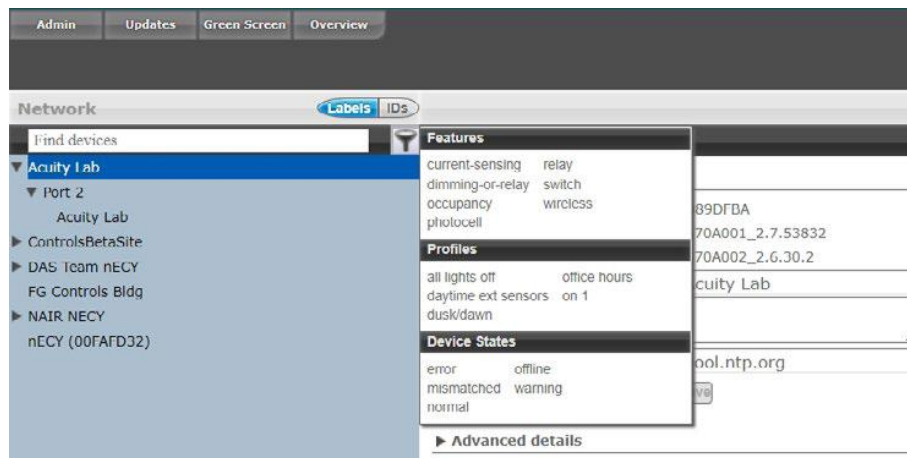 Admin Updates Green Screen Overview
Network Labels IDs
Find devices
Acuity Lab
Port 2
Acuity Lab
ControlsBetaSite
DAS Team nECY
FG Controls Bldg
NAIR NECY
nECY (00FAFD32)
Features
current-sensing relay
dimming-or-relay switch
occupancy wireless
photocell
Profiles
all lights off office hours
daytime ext sensors on 1
dusk/dawn
Device States
error offline
mismatched warning
normal
89DFBA
70A001_2.7.53832
70A002_2.6.30.2
cuity Lab
ool.ntp.org
ve
Advanced details